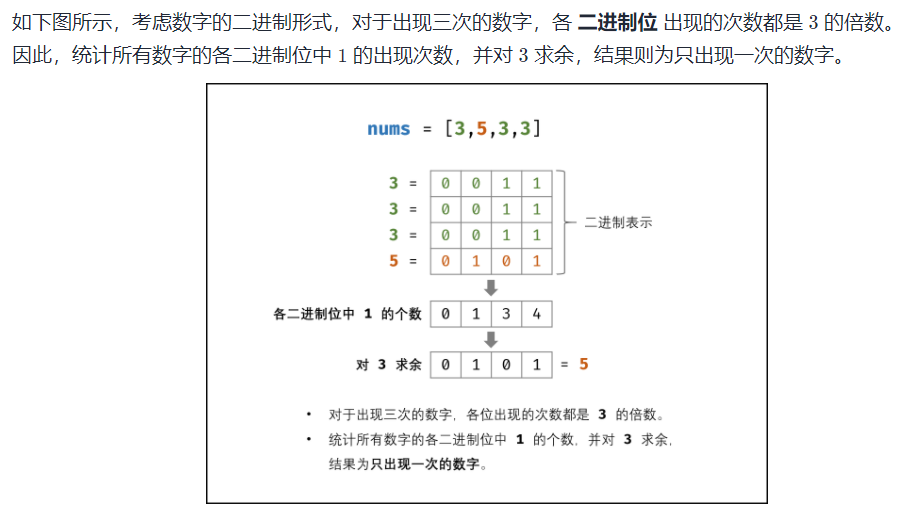 如下图所示，考虑数字的二进制形式，对于出现三次的数字，各 二进制位 出现的次数都是 3 的倍数。
因此，统计所有数字的各二进制位中 1 的出现次数，并对 3 求余，结果则为只出现一次的数字。
nums = [3,5,3,3]
3 = 0 0 1 1
3 = 0 0 1 1
二进制表示
3 = 0 0 1 1
5 = 0 1 0 1
各二进制位中 1 的个数 0 1 3 4
对 3 求余 0 1 0 1 = 5
• 对于出现三次的数字，各位出现的次数都是 3 的倍数。
• 统计所有数字的各二进制位中 1 的个数，并对 3 求余，
结果为只出现一次的数字。